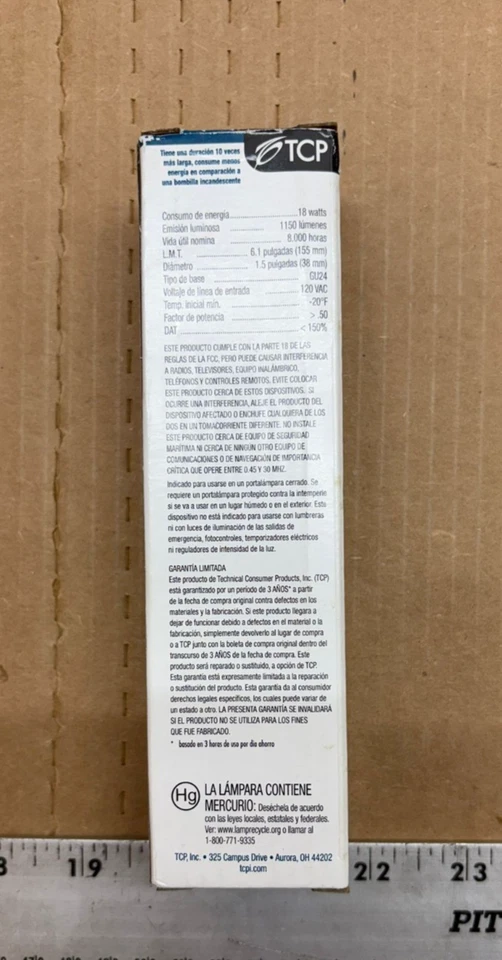 Tiene una duración 10 veces
más larga, consume menos
energía en comparación a
una bombilla incandescente
TCP
Consumo de energía 18 watts
Emisión luminosa 1150 lúmenes
Vida útil nomina 8.000 horas
L.M.T. 6.1 pulgadas (155 mm)
Diámetro 1.5 pulgadas (38 mm)
Tipo de base GU24
Voltaje de línea de entrada 120 VAC
Temp. Inicial min. -20°F
Factor de potencia > .50
DAT < 150%
ESTE PRODUCTO CUMPLE CON LA PARTE 18 DE LAS
REGLAS DE LA FCC, PERO PUEDE CAUSAR INTERFERENCIA
A RADIOS, TELEVISORES, EQUIPO INALÁMBRICO,
TELÉFONOS Y CONTROLES REMOTOS. EVITE COLOCAR
ESTE PRODUCTO CERCA DE ESTOS DISPOSITIVOS. SI
OCURRE UNA INTERFERENCIA, ALEJE EL PRODUCTO DEL
DISPOSITIVO AFECTADO O ENCHUFE CUALQUIERA DE LOS
DOS EN UN TOMACORRIENTE DIFERENTE. NO INSTALE
ESTE PRODUCTO CERCA DE EQUIPO DE SEGURIDAD
MARÍTIMA NI CERCA DE NINGÚN OTRO EQUIPO DE
COMUNICACIONES O DE NAVEGACIÓN DE IMPORTANCIA
CRÍTICA QUE OPERE ENTRE 0.45 Y 30 MHZ.
Indicado para usarse en un portalámpara cerrado. Se
requiere un portalámpara protegido contra la intemperie
si se va a usar en un lugar húmedo o en el exterior. Este
dispositivo no está indicado para usarse con lumbreras
ni con luces de iluminación de las salidas de
emergencia, fotocontroles, temporizadores eléctricos
ni reguladores de intensidad de la luz.
GARANTÍA LIMITADA
Este producto de Technical Consumer Products, Inc. (TCP)
está garantizado por un período de 3 AÑOS* a partir
de la fecha de compra original contra defectos en los
materiales y la fabricación. Si este producto llegara a
dejar de funcionar debido a defectos en el material o la
fabricación, simplemente devolverlo al lugar de compra
o a TCP junto con la boleta de compra original dentro del
transcurso de 3 AÑOS de la fecha de compra. Este
producto será reparado o sustituido, a opción de TCP.
Esta garantía está expresamente limitada a la reparación
o sustitución del producto. Esta garantía da al consumidor
derechos legales específicos, los cuales puede variar de
un estado a otro. LA PRESENTE GARANTÍA SE INVALIDARÁ
SI EL PRODUCTO NO SE UTILIZA PARA LOS FINES
QUE FUE FABRICADO.
* basado en 3 horas de uso por día ahorra
Hg
LA LÁMPARA CONTIENE
MERCURIO: Deséchela de acuerdo
con las leyes locales, estatales y federales.
Ver: www.lamprecycle.org o llamar al
1-800-771-9335
TCP, Inc. • 325 Campus Drive • Aurora, OH 44202
tcpi.com
19 22 23
PIT